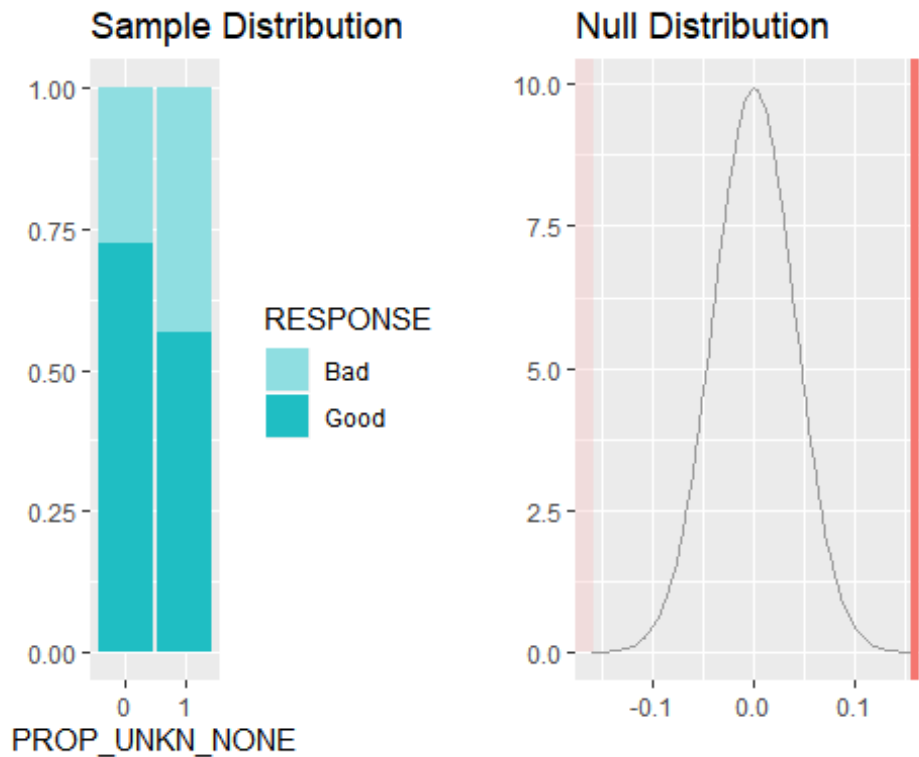 Sample Distribution
1.00
0.75
0.50
0.25
0.00
0 1
PROP_UNKN_NONE
RESPONSE
Bad
Good
Null Distribution
10.0
7.5
5.0
2.5
0.0
-0.1 0.0 0.1